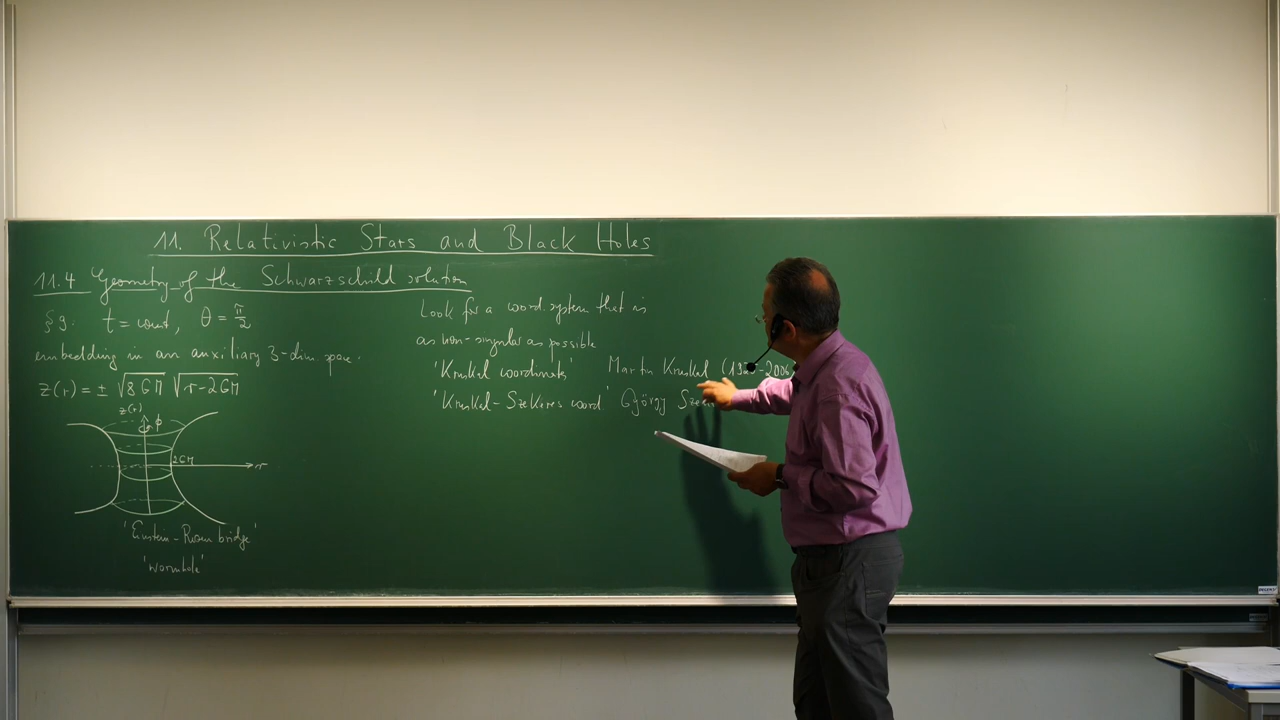 11. Relativistic Stars and Black Holes
11.4 Geometry of the Schwarzschild solution
§9: t = const, θ = π/2
embedding in an auxiliary 3-dim. space.
z(r) = ± √8GM √r-2GM
z(r)
ϕ
2GM
r
'Einstein-Rosen bridge'
'wormhole'
Look for a coord. system that is
as non-singular as possible
'Kruskal coordinates' Martin Kruskal (1925-2006)
'Kruskal-Szekeres coord' György